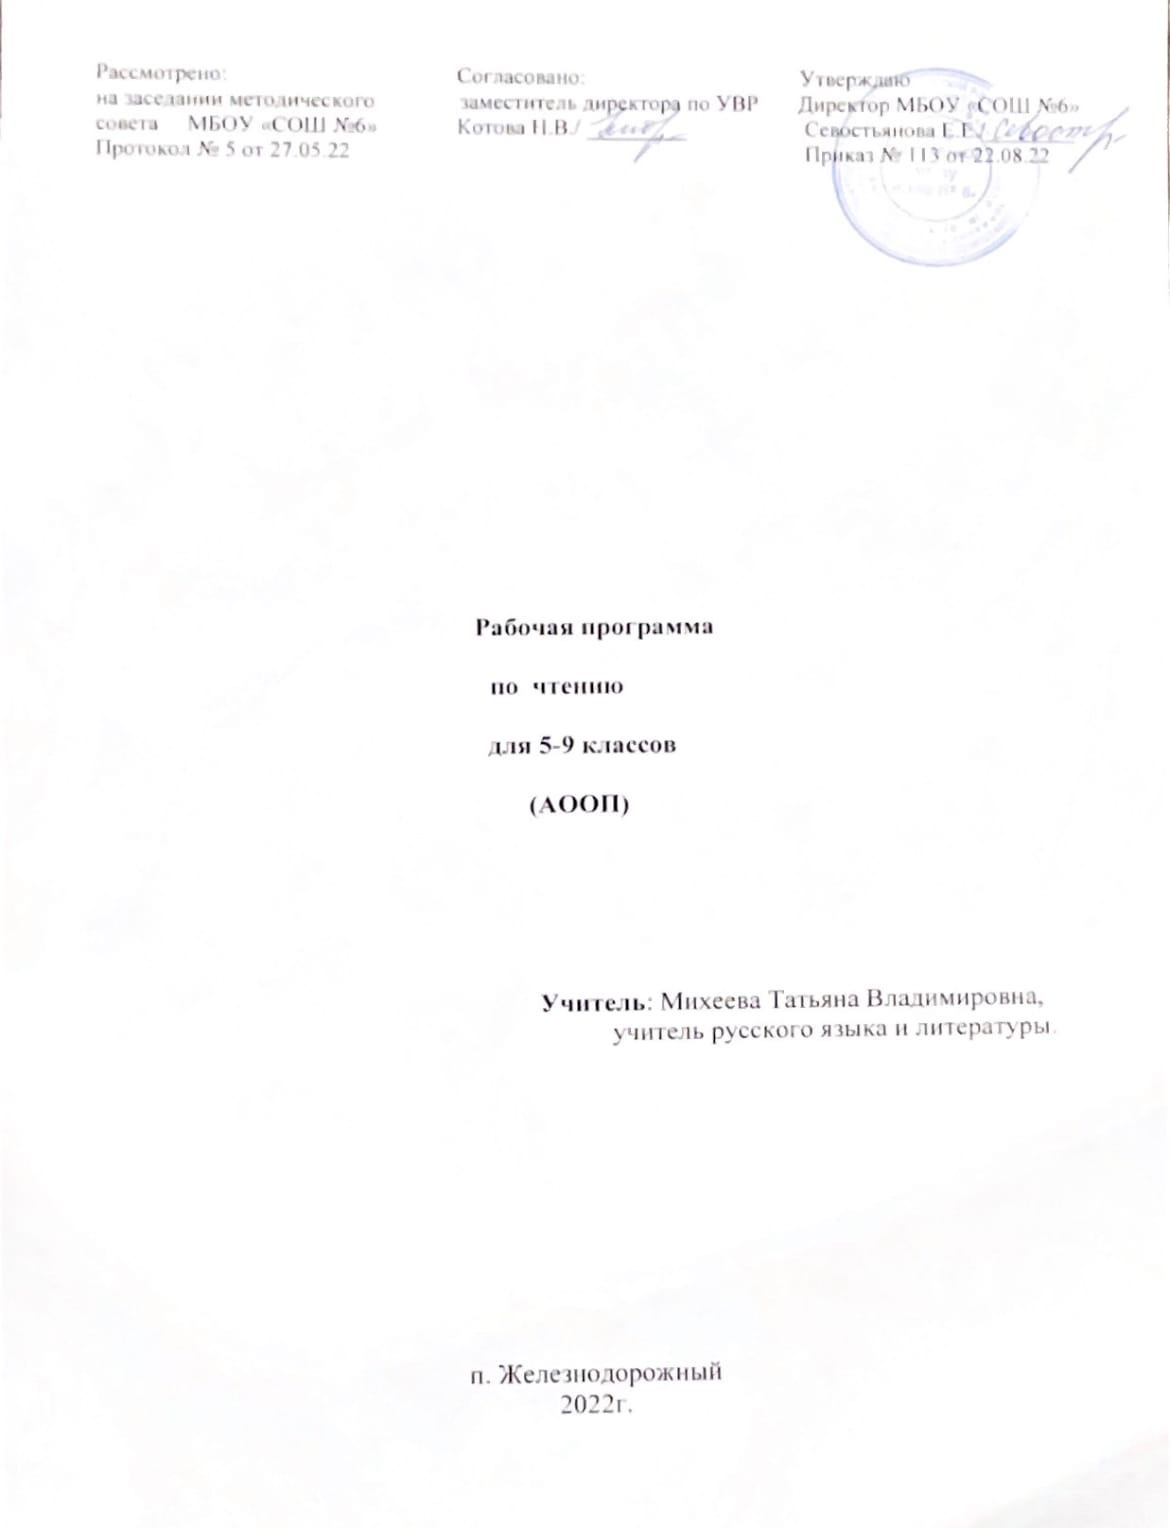 Рассмотрено:
на заседании методического
совета МБОУ «СОШ №6»
Протокол № 5 от 27.05.22
Согласовано:
заместитель директора по УВР
Котова Н.В./
Утверждаю
Директор МБОУ «СОШ №6»
Севостьянова Е.Е./
Приказ № 113 от 22.08.22
Рабочая программа
по чтению
для 5-9 классов
(АООП)
Учитель: Михеева Татьяна Владимировна,
учитель русского языка и литературы.
п. Железнодорожный
2022г.